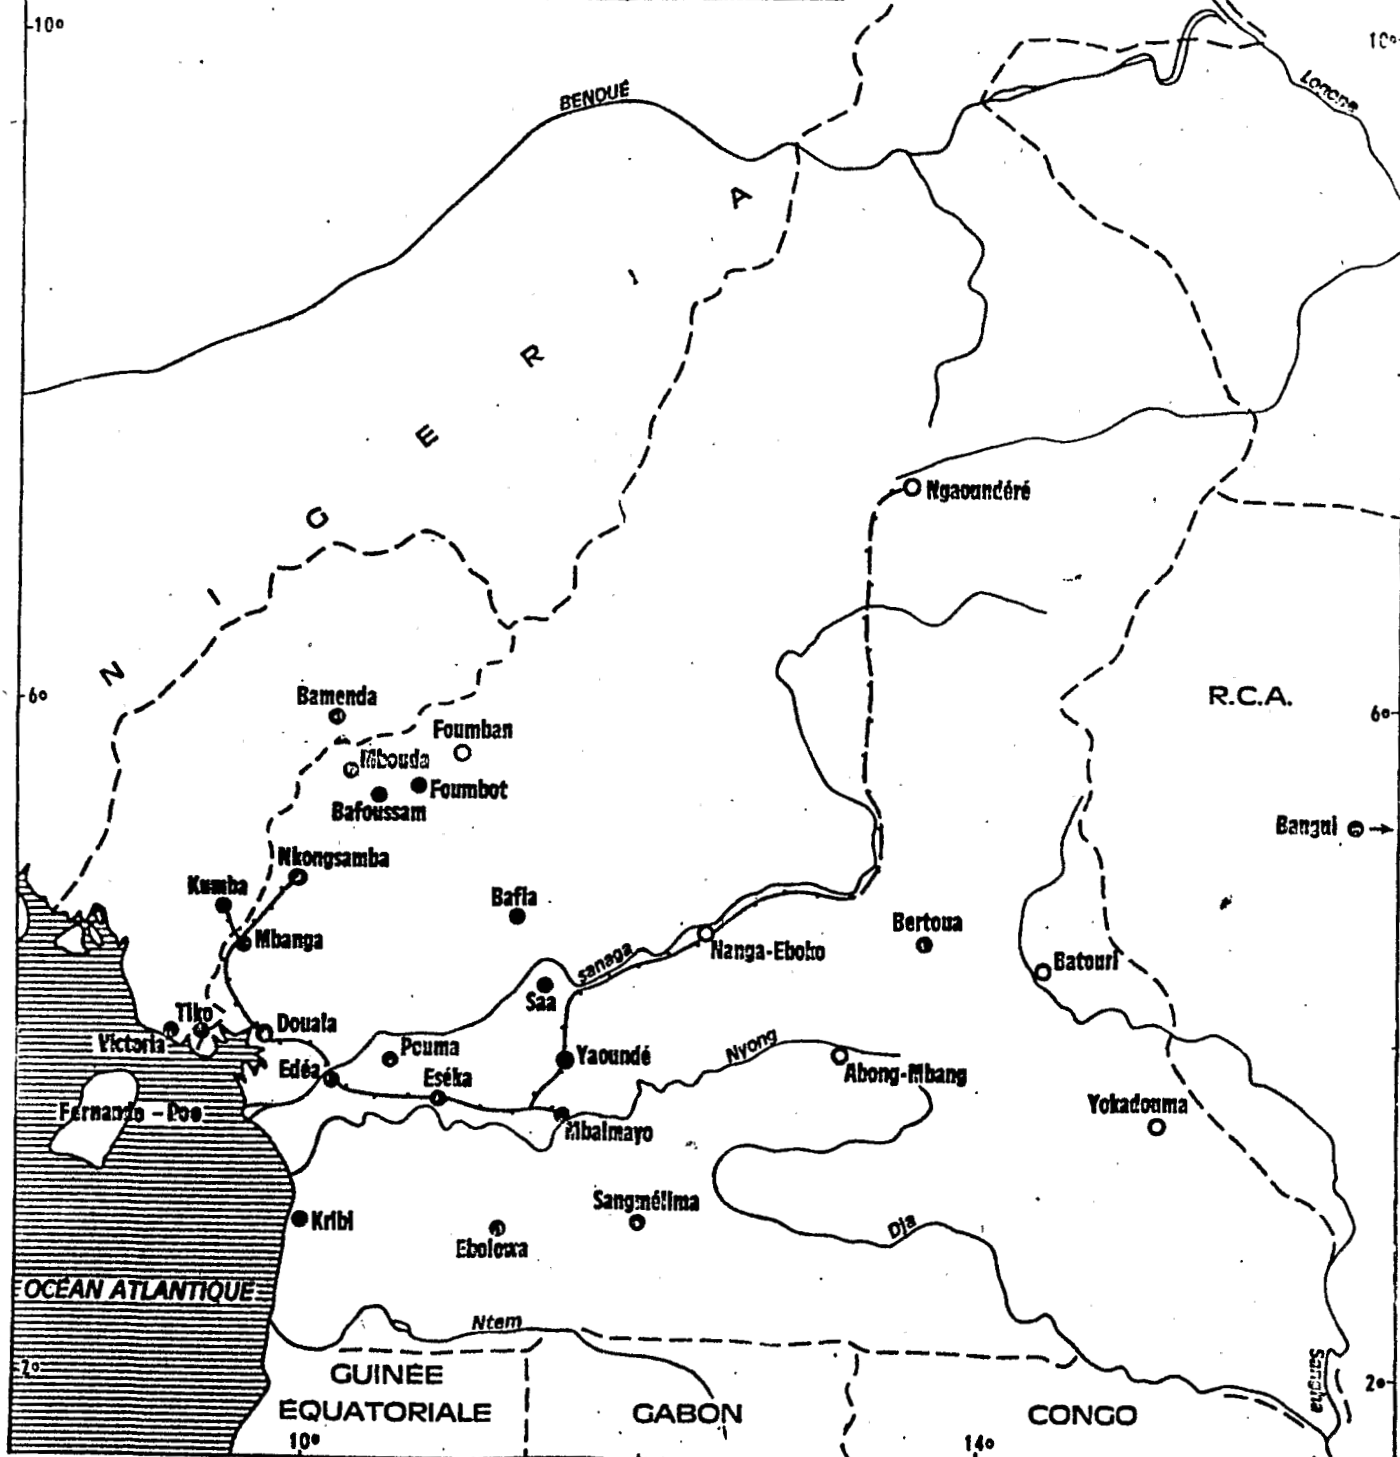 10°
10°
BENOUÉ
Logone
NIGERIA
Ngaoundéré
6°
Bamenda
Foumban
Mbouda
Foumbot
Bafoussam
R.C.A.
6°
Bangui
Nkongsamba
Kumba
Mbanga
Bafia
Bertoua
Sanaga
Nanga-Eboko
Batouri
Saa
Tiko
Victoria
Douala
Pouma
Yaoundé
Nyong
Abong-Mbang
Edéa
Eséka
Fernando-Poo
Mbalmayo
Yokadouma
Kribi
Sangmélima
Ebolowa
Dja
OCÉAN ATLANTIQUE
Ntem
2°
GUINÉE
ÉQUATORIALE
GABON
CONGO
Sangha
2°
10°
14°